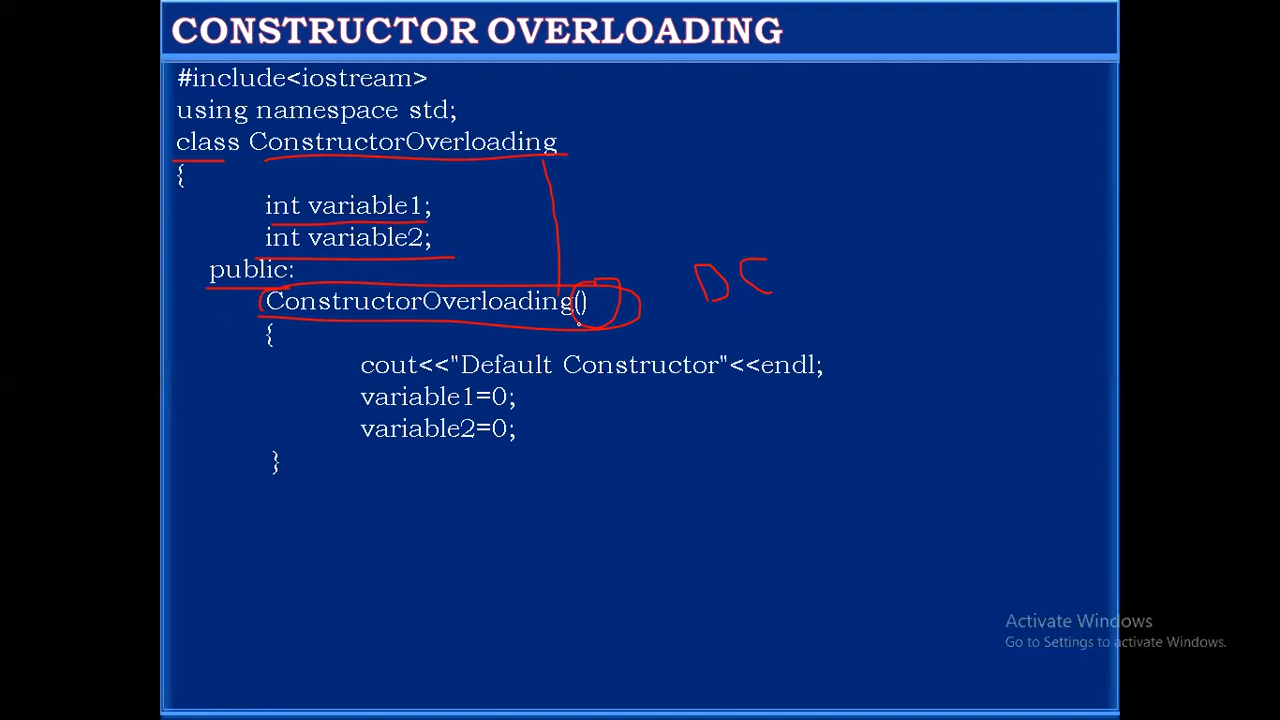 CONSTRUCTOR OVERLOADING
#include<iostream>
using namespace std;
class ConstructorOverloading
{
int variable1;
int variable2;
public:
ConstructorOverloading()
DC
{
cout<<"Default Constructor"<<endl;
variable1=0;
variable2=0;
}
Activate Windows
Go to Settings to activate Windows.